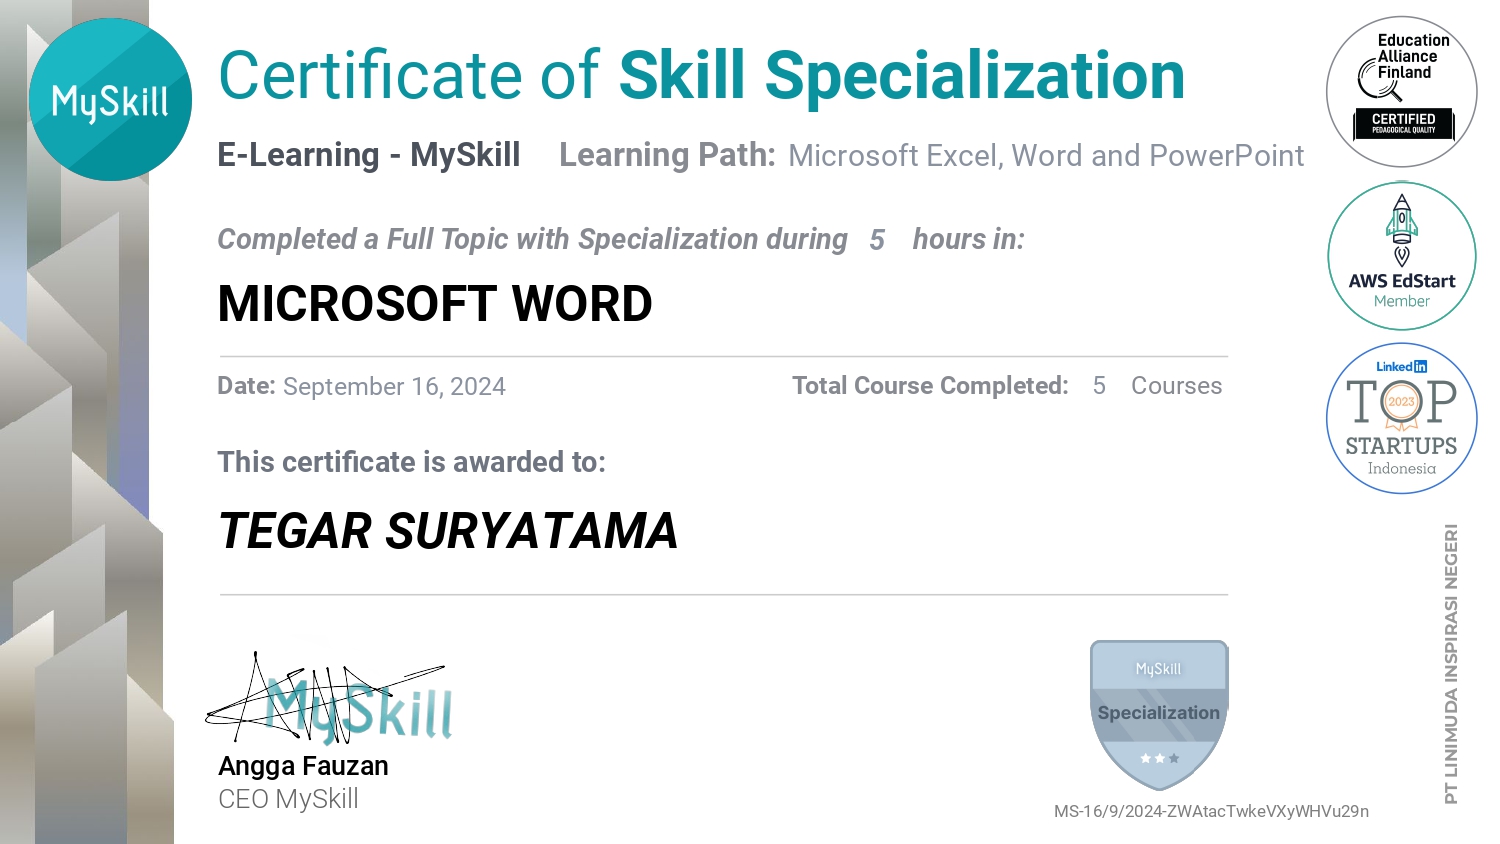 MySkill
Certificate of Skill Specialization
E-Learning - MySkill Learning Path: Microsoft Excel, Word and PowerPoint
Completed a Full Topic with Specialization during 5 hours in:
MICROSOFT WORD
Date: September 16, 2024 Total Course Completed: 5 Courses
This certificate is awarded to:
TEGAR SURYATAMA
MySkill
Angga Fauzan
CEO MySkill
MySkill
Specialization
MS-16/9/2024-ZWAtacTwkeVXyWHVu29n
Education
Alliance
Finland
CERTIFIED
PEDAGOGICAL QUALITY
AWS EdStart
Member
Linked in
TOP
2023
STARTUPS
Indonesia
PT LINIMUDA INSPIRASI NEGERI